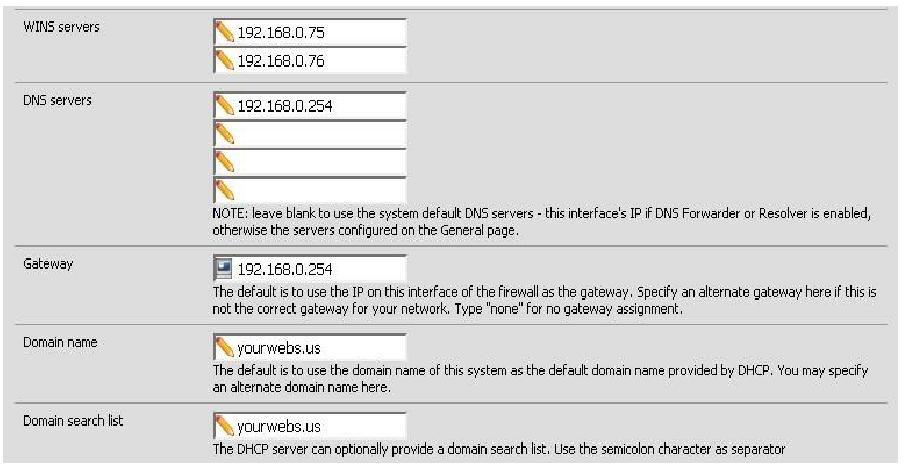 WINS servers
192.168.0.75
192.168.0.76
DNS servers
192.168.0.254
NOTE: leave blank to use the system default DNS servers - this interface's IP if DNS Forwarder or Resolver is enabled,
otherwise the servers configured on the General page.
Gateway
192.168.0.254
The default is to use the IP on this interface of the firewall as the gateway. Specify an alternate gateway here if this is
not the correct gateway for your network. Type "none" for no gateway assignment.
Domain name
yourwebs.us
The default is to use the domain name of this system as the default domain name provided by DHCP. You may specify
an alternate domain name here.
Domain search list
yourwebs.us
The DHCP server can optionally provide a domain search list. Use the semicolon character as separator